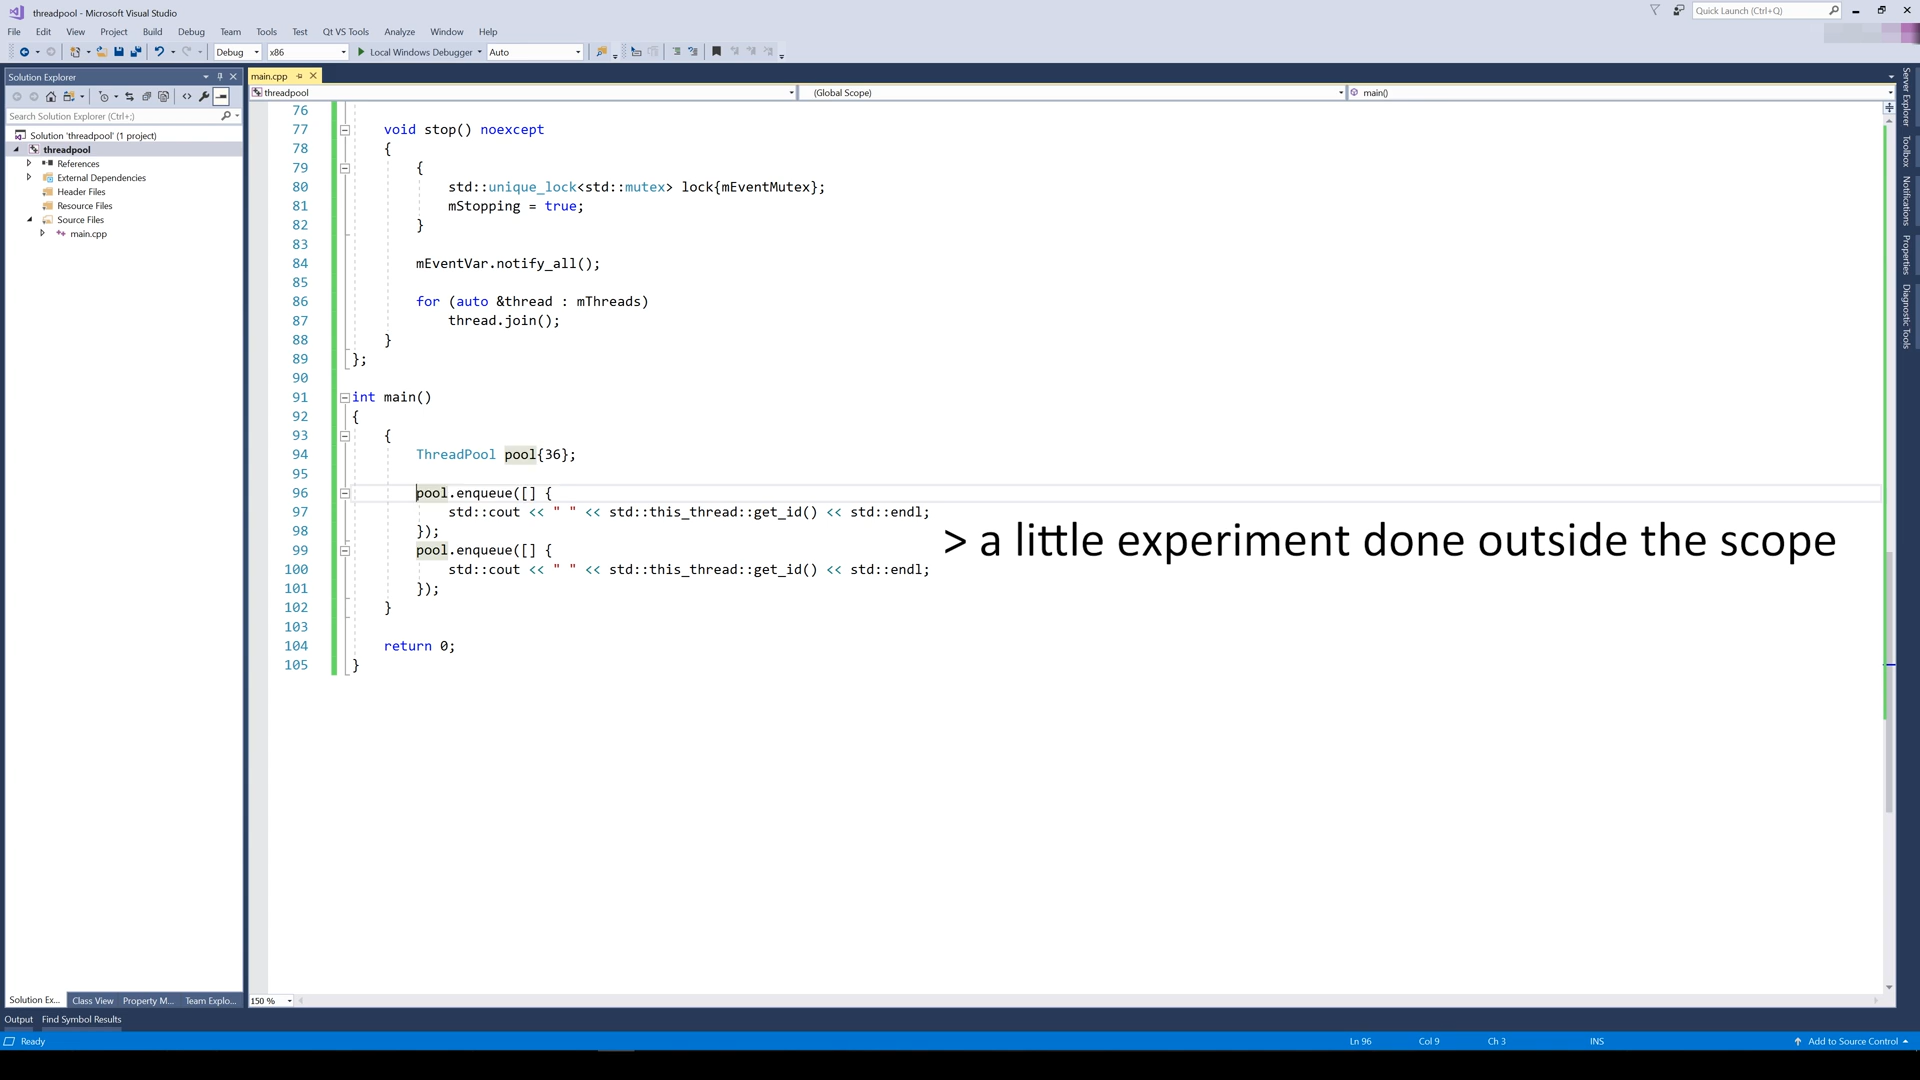 threadpool - Microsoft Visual Studio
Quick Launch (Ctrl+Q)
File Edit View Project Build Debug Team Tools Test Qt VS Tools Analyze Window Help
Debug x86 Local Windows Debugger Auto
Solution Explorer
Search Solution Explorer (Ctrl+;)
Solution 'threadpool' (1 project)
threadpool
References
External Dependencies
Header Files
Resource Files
Source Files
main.cpp
main.cpp
threadpool (Global Scope) main()
76
77 void stop() noexcept
78 {
79 {
80 std::unique_lock<std::mutex> lock{mEventMutex};
81 mStopping = true;
82 }
83
84 mEventVar.notify_all();
85
86 for (auto &thread : mThreads)
87 thread.join();
88 }
89 };
90
91 int main()
92 {
93 {
94 ThreadPool pool{36};
95
96 pool.enqueue([] {
97 std::cout << " " << std::this_thread::get_id() << std::endl;
98 });
99 pool.enqueue([] {
100 std::cout << " " << std::this_thread::get_id() << std::endl;
101 });
102 }
103
104 return 0;
105 }
> a little experiment done outside the scope
Server Explorer
Toolbox
Notifications
Properties
Diagnostic Tools
Solution Ex... Class View Property M... Team Explo...
150 %
Output Find Symbol Results
Ready Ln 96 Col 9 Ch 3 INS Add to Source Control